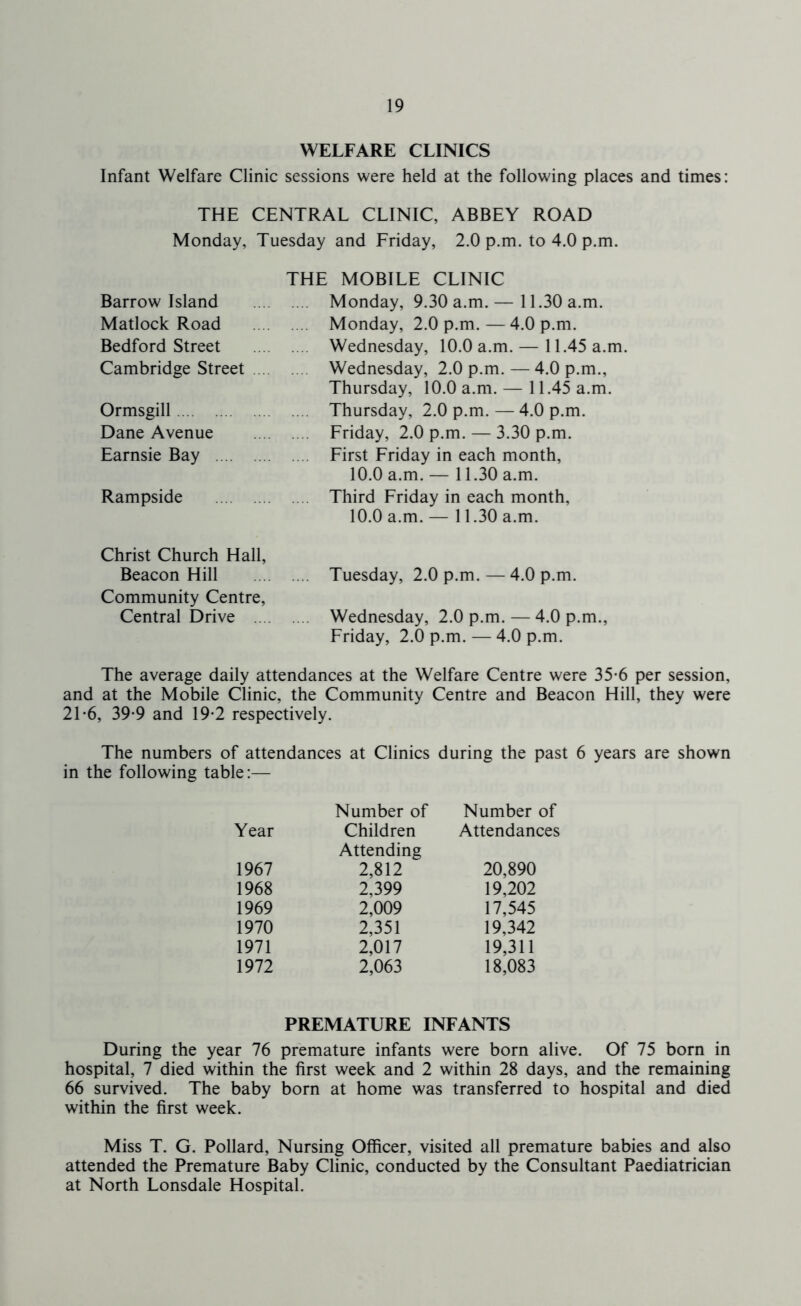 19
WELFARE CLINICS
Infant Welfare Clinic sessions were held at the following places and times:
THE CENTRAL CLINIC, ABBEY ROAD
Monday, Tuesday and Friday, 2.0 p.m. to 4.0 p.m.
THE MOBILE CLINIC
Barrow Island .... .... Monday, 9.30 a.m. — 11.30 a.m.
Matlock Road .... .... Monday, 2.0 p.m. — 4.0 p.m.
Bedford Street .... .... Wednesday, 10.0 a.m. — 11.45 a.m.
Cambridge Street .... .... Wednesday, 2.0 p.m. — 4.0 p.m.,
Thursday, 10.0 a.m. — 11.45 a.m.
Ormsgill .... .... .... .... Thursday, 2.0 p.m. — 4.0 p.m.
Dane Avenue .... .... Friday, 2.0 p.m. — 3.30 p.m.
Earnsie Bay .... .... .... First Friday in each month,
10.0 a.m. — 11.30 a.m.
Rampside .... .... .... Third Friday in each month,
10.0 a.m. — 11.30 a.m.
Christ Church Hall,
Beacon Hill .... .... Tuesday, 2.0 p.m. — 4.0 p.m.
Community Centre,
Central Drive .... .... Wednesday, 2.0 p.m. — 4.0 p.m.,
Friday, 2.0 p.m. — 4.0 p.m.
The average daily attendances at the Welfare Centre were 35·6 per session,
and at the Mobile Clinic, the Community Centre and Beacon Hill, they were
21·6, 39·9 and 19·2 respectively.
The numbers of attendances at Clinics during the past 6 years are shown
in the following table:—
Number of Number of
Year Children Attendances
Attending
1967 2,812 20,890
1968 2,399 19,202
1969 2,009 17,545
1970 2,351 19,342
1971 2,017 19,311
1972 2,063 18,083
PREMATURE INFANTS
During the year 76 premature infants were born alive. Of 75 born in
hospital, 7 died within the first week and 2 within 28 days, and the remaining
66 survived. The baby born at home was transferred to hospital and died
within the first week.
Miss T. G. Pollard, Nursing Officer, visited all premature babies and also
attended the Premature Baby Clinic, conducted by the Consultant Paediatrician
at North Lonsdale Hospital.